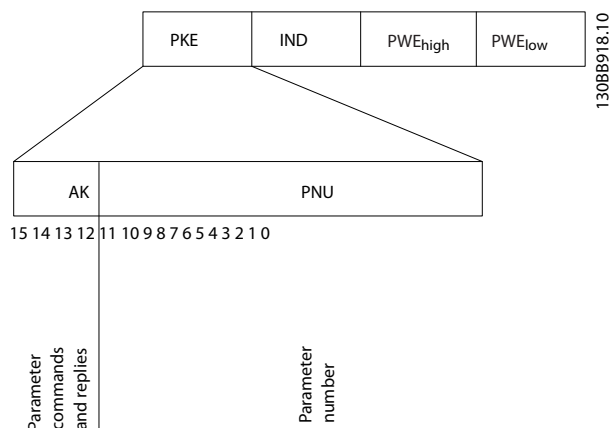 PKE IND PWEhigh PWElow
130BB918.10
AK PNU
15 14 13 12 11 10 9 8 7 6 5 4 3 2 1 0
Parameter
commands
and replies
Parameter
number